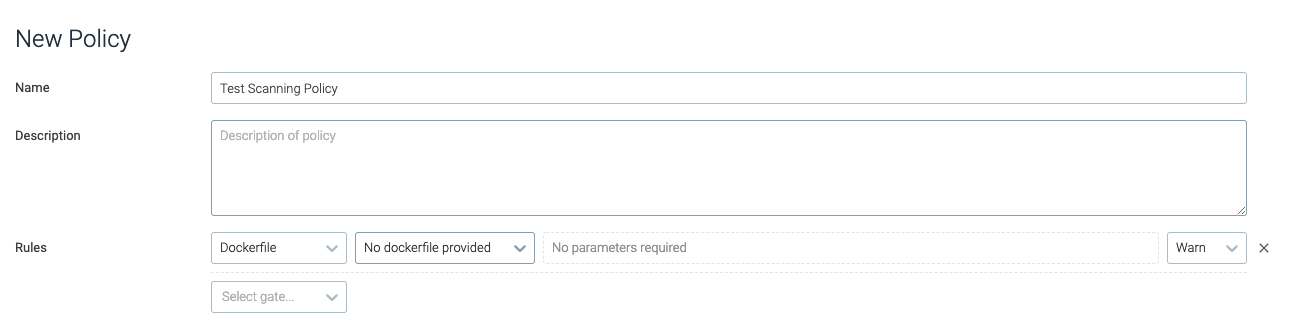 New Policy
Name
Test Scanning Policy
Description
Description of policy
Rules
Dockerfile
No dockerfile provided
No parameters required
Warn
Select gate...